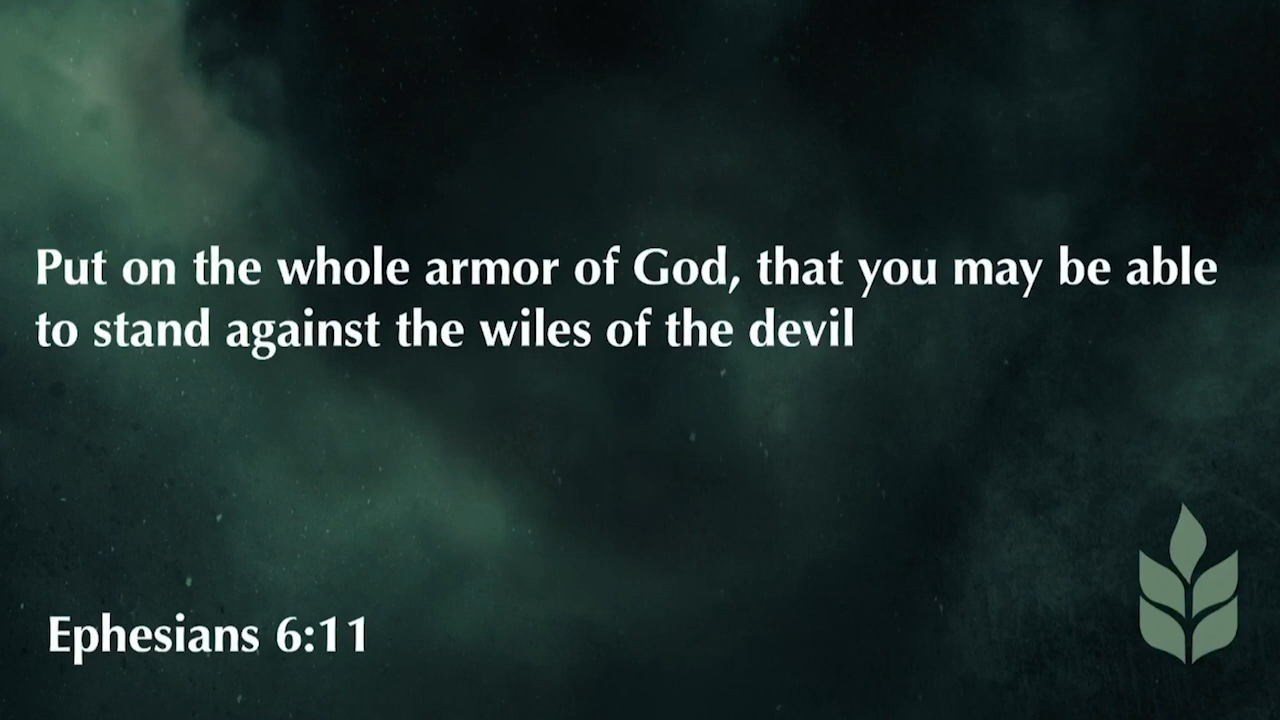 Put on the whole armor of God, that you may be able
to stand against the wiles of the devil
Ephesians 6:11